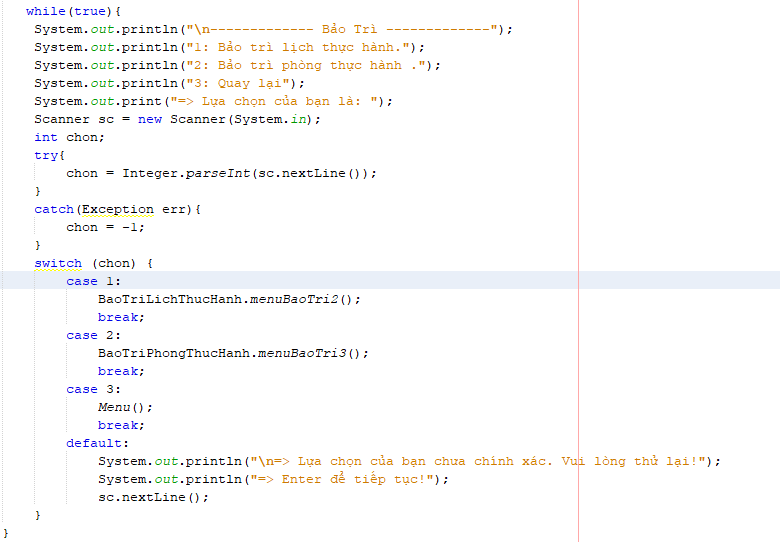 while(true){
System.out.println("\n------------- Bảo Trì -------------");
System.out.println("1: Bảo trì lịch thực hành.");
System.out.println("2: Bảo trì phòng thực hành .");
System.out.println("3: Quay lại");
System.out.print("=> Lựa chọn của bạn là: ");
Scanner sc = new Scanner(System.in);
int chon;
try{
chon = Integer.parseInt(sc.nextLine());
}
catch(Exception err){
chon = -1;
}
switch (chon) {
case 1:
BaoTriLichThucHanh.menuBaoTri2();
break;
case 2:
BaoTriPhongThucHanh.menuBaoTri3();
break;
case 3:
Menu();
break;
default:
System.out.println("\n=> Lựa chọn của bạn chưa chính xác. Vui lòng thử lại!");
System.out.println("=> Enter để tiếp tục!");
sc.nextLine();
}
}